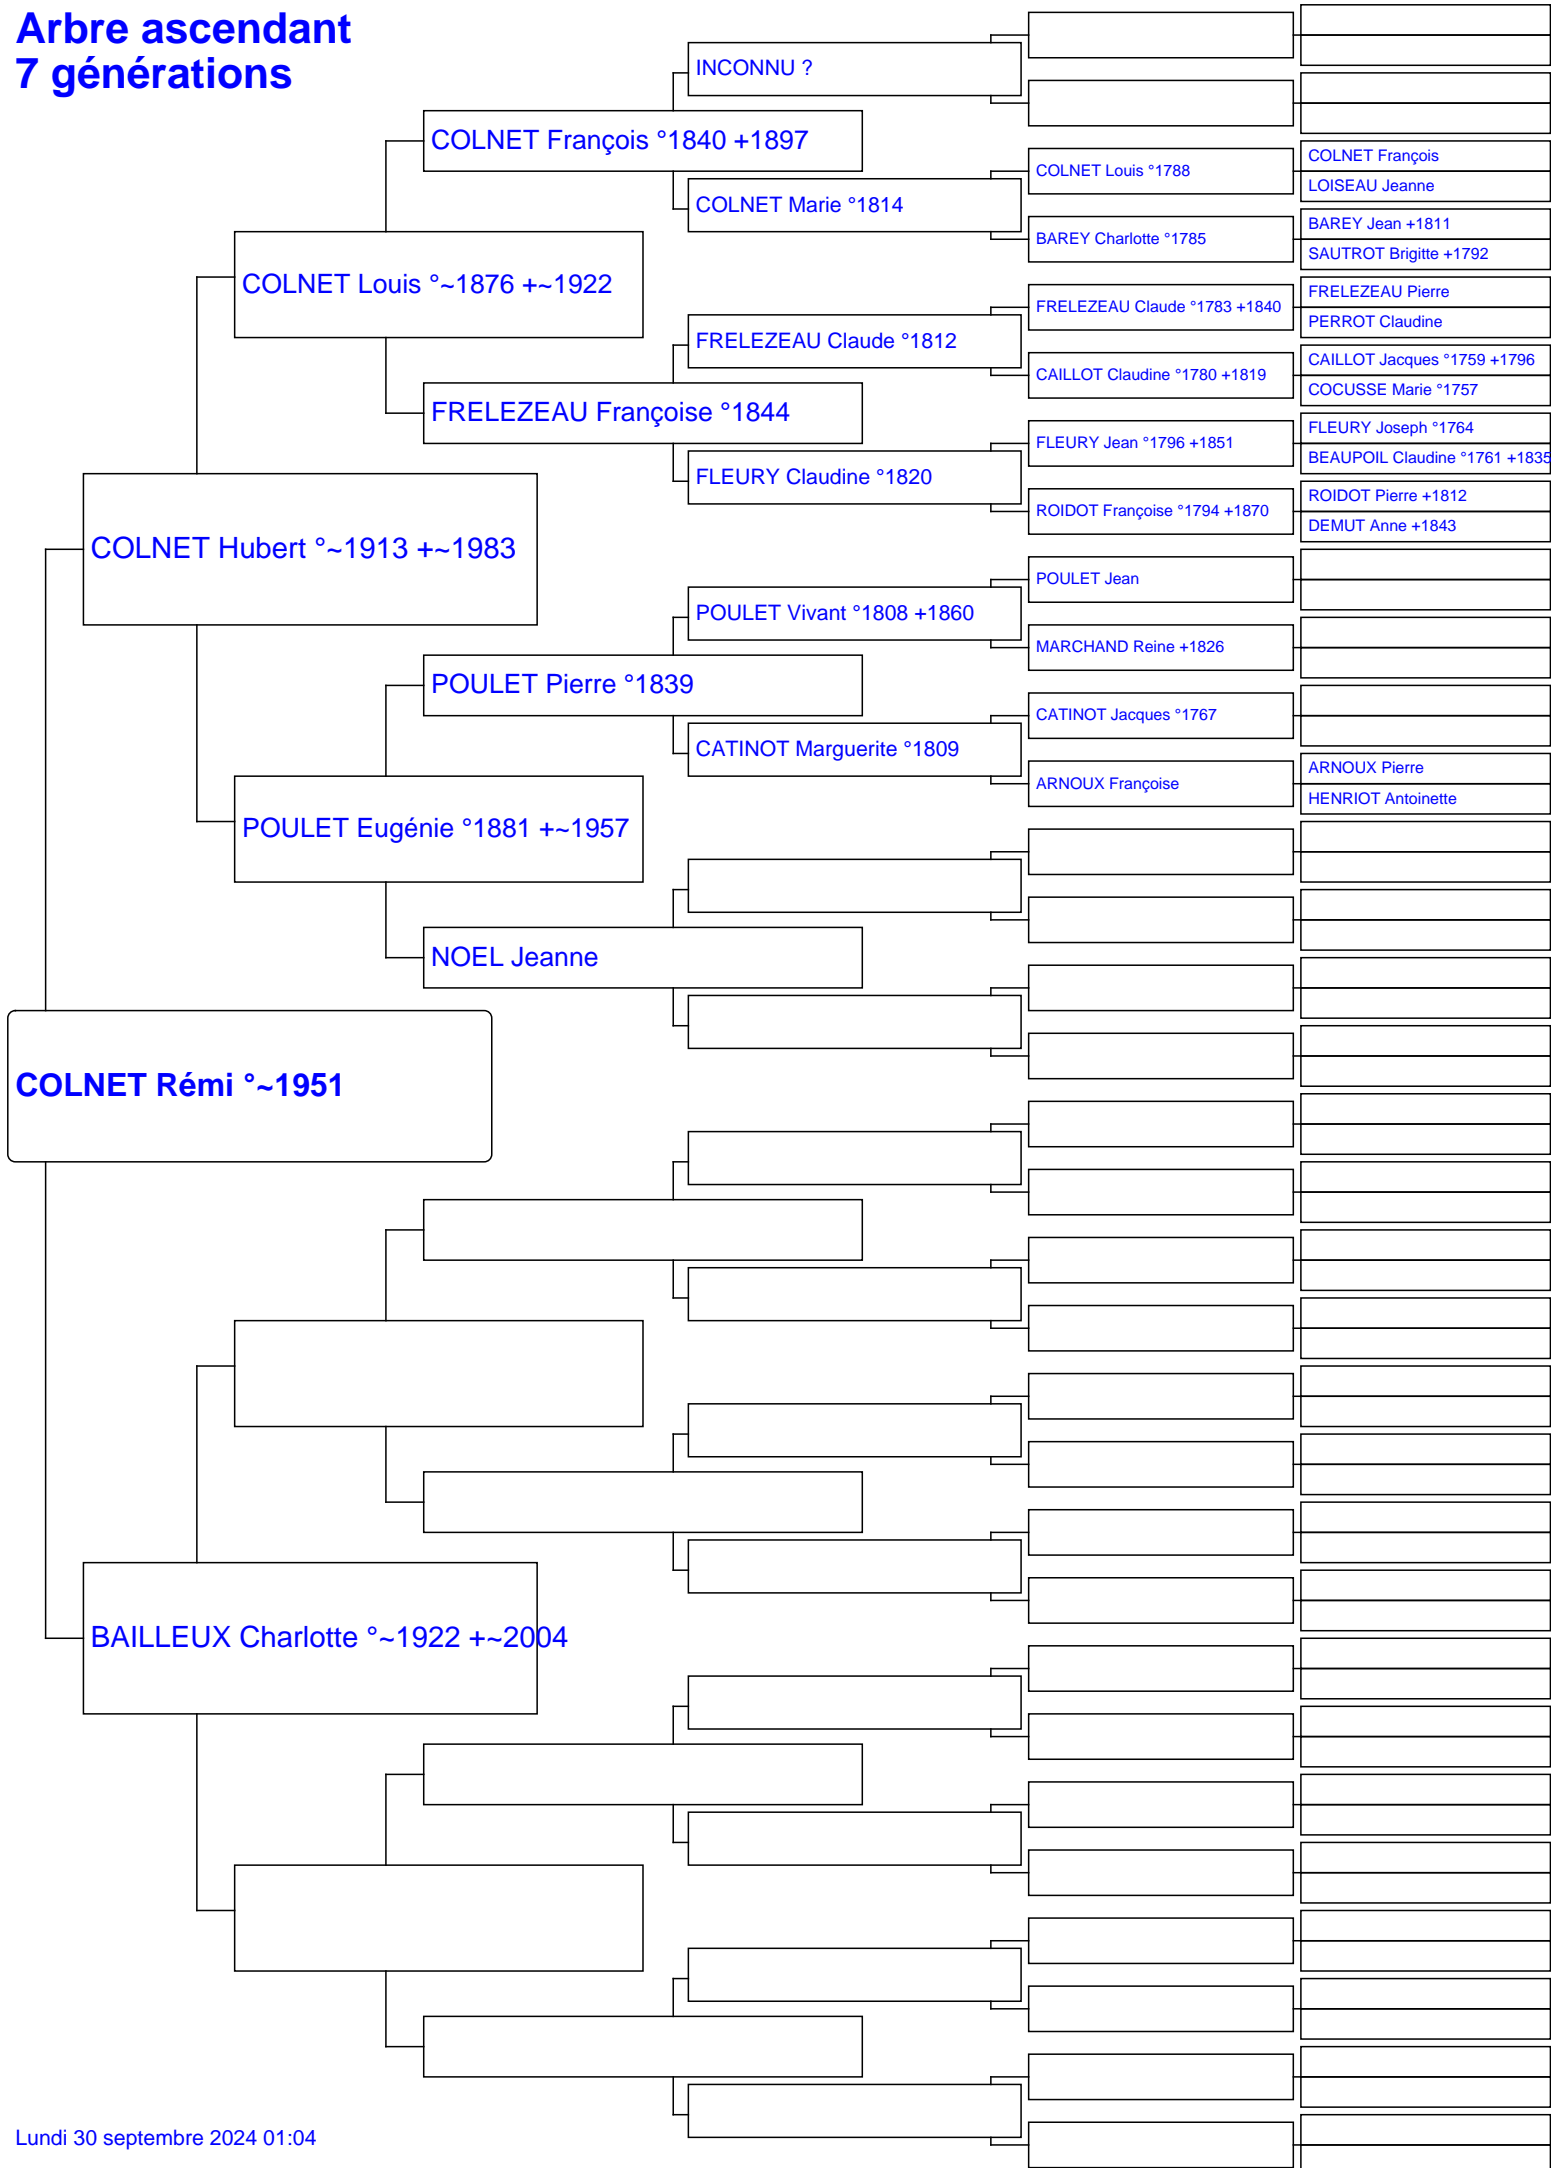 Arbre ascendant
7 générations
INCONNU ?
COLNET François °1840 +1897
COLNET Louis °1788
COLNET François
LOISEAU Jeanne
COLNET Marie °1814
BAREY Charlotte °1785
BAREY Jean +1811
SAUTROT Brigitte +1792
COLNET Louis °~1876 +~1922
FRELEZEAU Claude °1783 +1840
FRELEZEAU Pierre
PERROT Claudine
FRELEZEAU Claude °1812
CAILLOT Claudine °1780 +1819
CAILLOT Jacques °1759 +1796
COCUSSE Marie °1757
FRELEZEAU Françoise °1844
FLEURY Jean °1796 +1851
FLEURY Joseph °1764
BEAUPOIL Claudine °1761 +1835
FLEURY Claudine °1820
ROIDOT Françoise °1794 +1870
ROIDOT Pierre +1812
DEMUT Anne +1843
COLNET Hubert °~1913 +~1983
POULET Jean
POULET Vivant °1808 +1860
MARCHAND Reine +1826
POULET Pierre °1839
CATINOT Jacques °1767
CATINOT Marguerite °1809
ARNOUX Françoise
ARNOUX Pierre
HENRIOT Antoinette
POULET Eugénie °1881 +~1957
NOEL Jeanne
COLNET Rémi °~1951
BAILLEUX Charlotte °~1922 +~2004
Lundi 30 septembre 2024 01:04